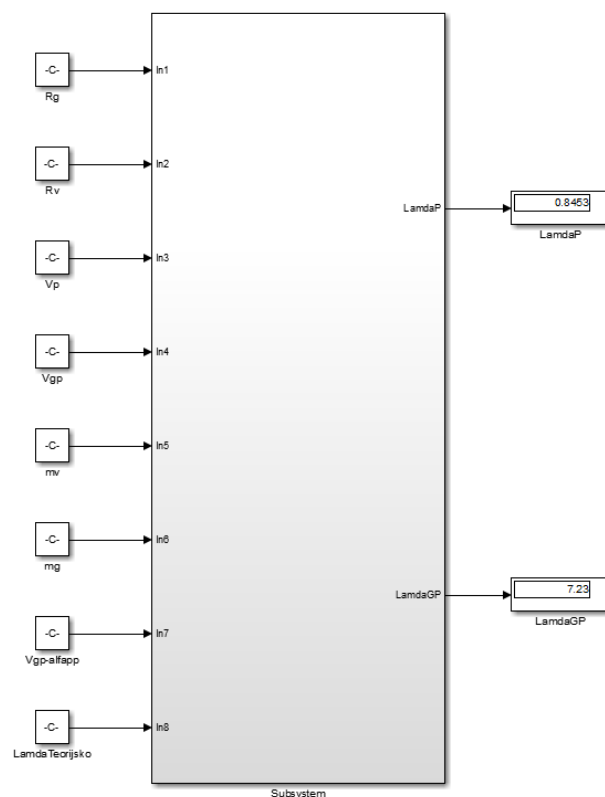 -C-
In1
Rg
-C-
In2
Rv
LamdaP
0.8453
LamdaP
-C-
In3
Vp
-C-
In4
Vgp
-C-
In5
mv
-C-
In6
mg
LamdaGP
7.23
LamdaGP
-C-
In7
Vgp-alfapp
-C-
In8
LamdaTeorijsko
Subsystem